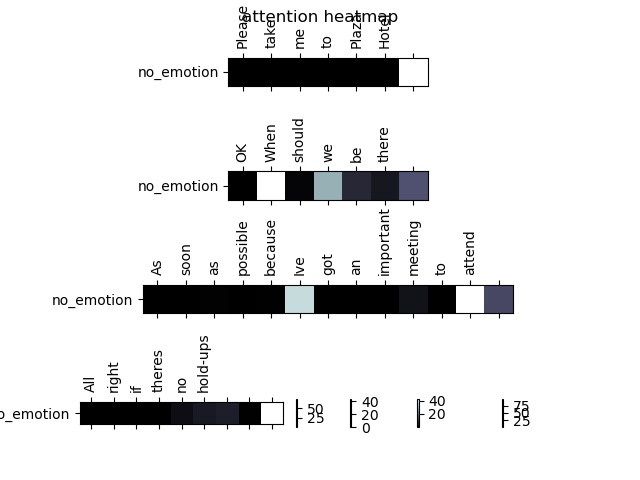 attention heatmap
Please take me to Plaza Hotel
no_emotion
OK When should we be there
no_emotion
As soon as possible because Ive got an important meeting to attend
no_emotion
All right if theres no hold-ups
no_emotion
50
25
40
20
0
40
20
75
50
25